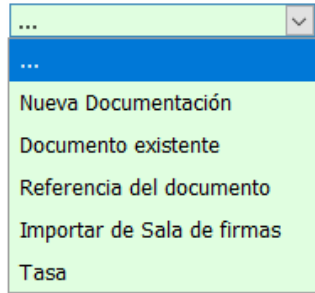 ...
...
Nueva Documentación
Documento existente
Referencia del documento
Importar de Sala de firmas
Tasa